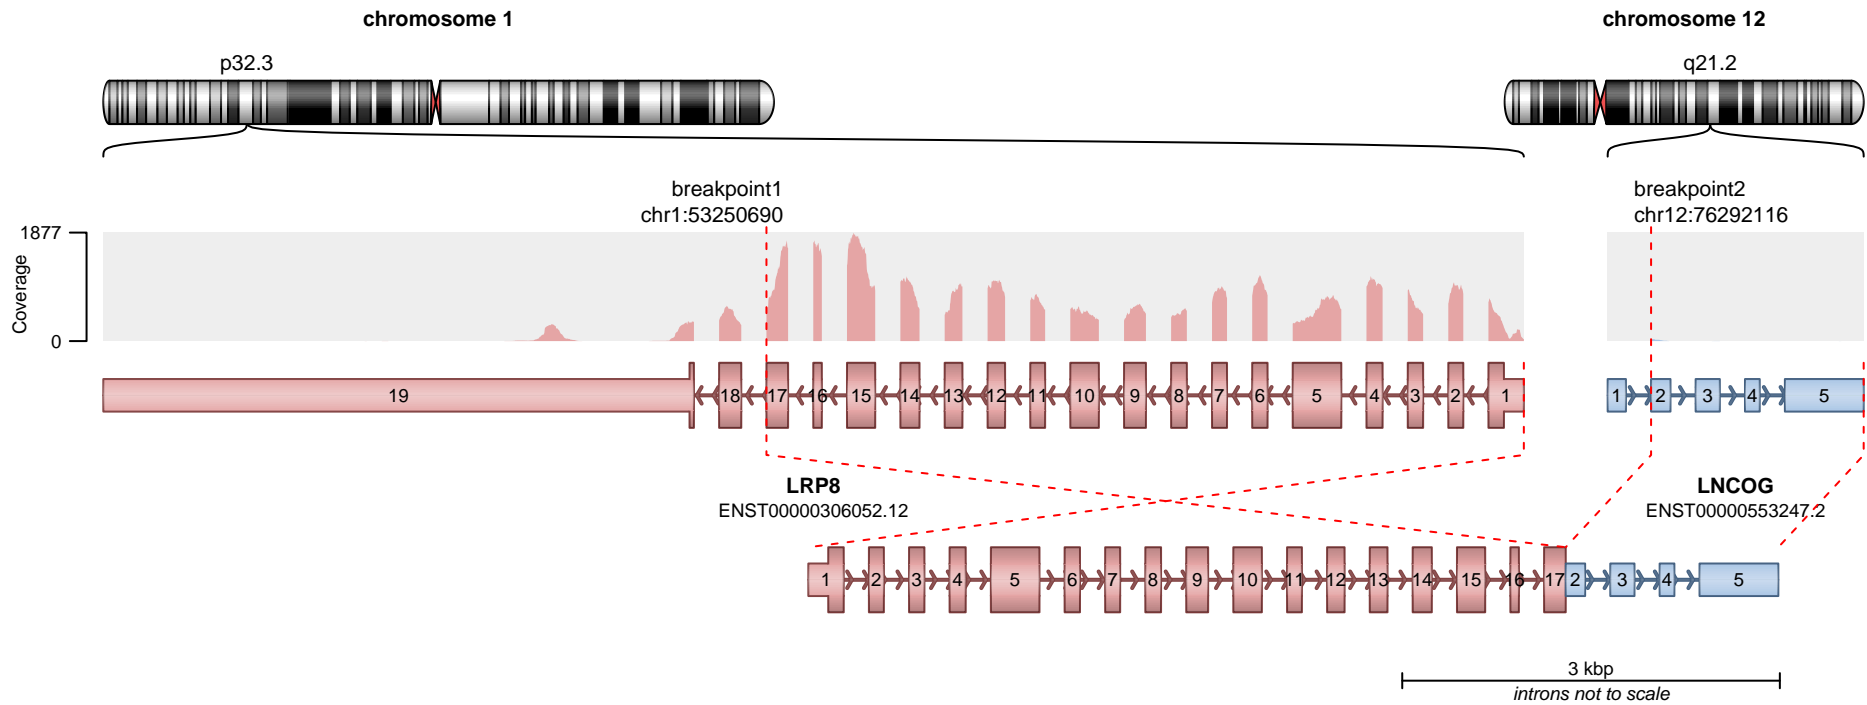 chromosome 1
chromosome 12
p32.3
q21.2
breakpoint1
chr1:53250690
breakpoint2
chr12:76292116
1877
Coverage
0
19 18 17 16 15 14 13 12 11 10 9 8 7 6 5 4 3 2 1
1 2 3 4 5
LRP8
ENST00000306052.12
LNCOG
ENST00000553247.2
1 2 3 4 5 6 7 8 9 10 11 12 13 14 15 16 17 2 3 4 5
3 kbp
introns not to scale